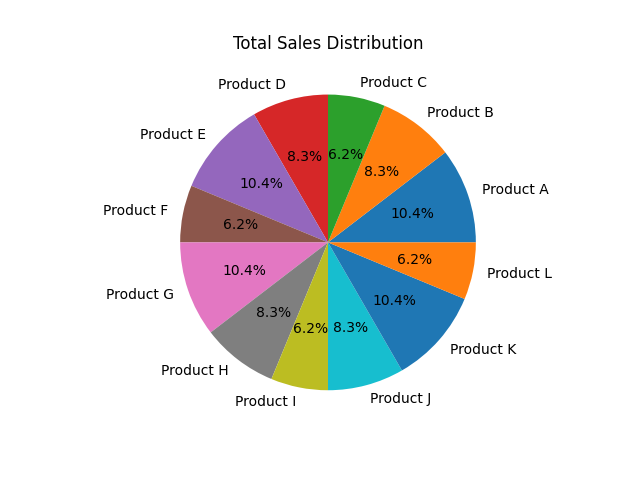 Total Sales Distribution
Product D
Product C
Product B
Product E
Product A
Product F
Product L
Product G
Product K
Product H
Product J
Product I
6.2%
8.3%
8.3%
10.4%
10.4%
6.2%
6.2%
10.4%
10.4%
8.3%
8.3%
6.2%